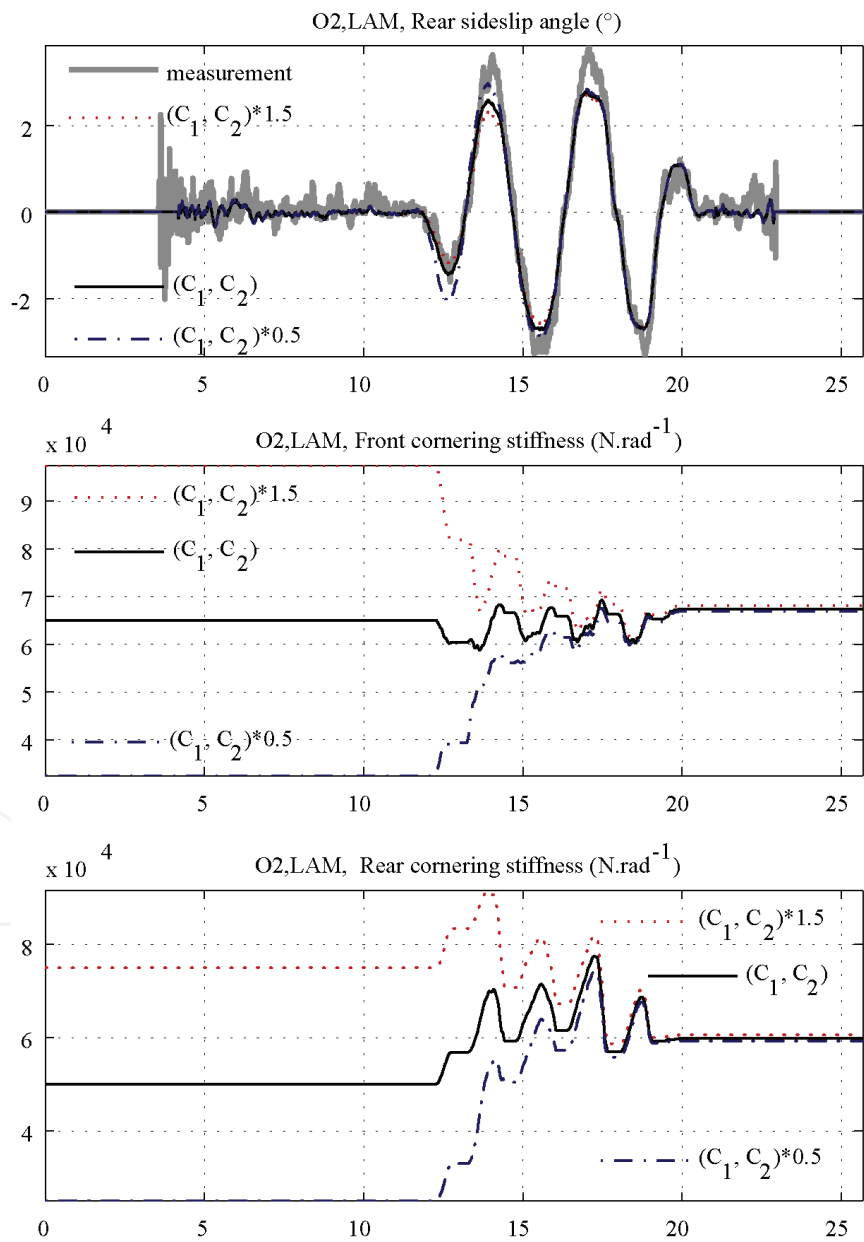 O2,LAM, Rear sideslip angle (°)
measurement
(C1, C2)*1.5
2
0
(C1, C2)
-2
(C1, C2)*0.5
0 5 10 15 20 25
x 10^4
O2,LAM, Front cornering stiffness (N.rad^-1)
9
(C1, C2)*1.5
8
(C1, C2)
7
6
5
(C1, C2)*0.5
4
0 5 10 15 20 25
x 10^4
O2,LAM, Rear cornering stiffness (N.rad^-1)
(C1, C2)*1.5
8
(C1, C2)
6
4
(C1, C2)*0.5
0 5 10 15 20 25